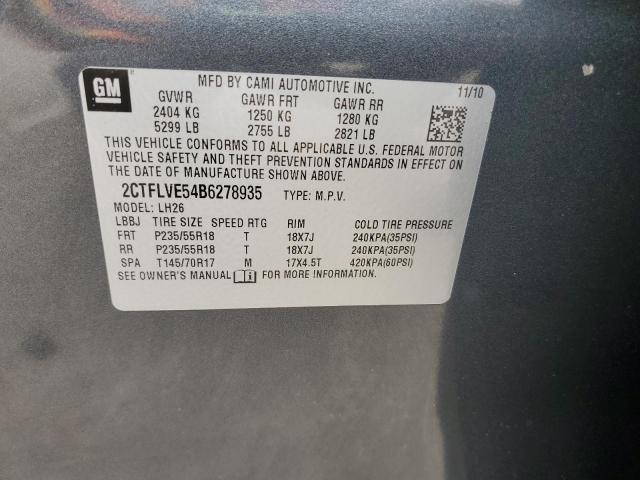 GM
MFD BY CAMI AUTOMOTIVE INC. 11/10
GVWR GAWR FRT GAWR RR
2404 KG 1250 KG 1280 KG
5299 LB 2755 LB 2821 LB
THIS VEHICLE CONFORMS TO ALL APPLICABLE U.S. FEDERAL MOTOR
VEHICLE SAFETY AND THEFT PREVENTION STANDARDS IN EFFECT ON
THE DATE OF MANUFACTURE SHOWN ABOVE.
2CTFLVE54B6278935 TYPE: M.P.V.
MODEL: LH26
LBBJ TIRE SIZE SPEED RTG RIM COLD TIRE PRESSURE
FRT P235/55R18 T 18X7J 240KPA(35PSI)
RR P235/55R18 T 18X7J 240KPA(35PSI)
SPA T145/70R17 M 17X4.5T 420KPA(60PSI)
SEE OWNER'S MANUAL FOR MORE INFORMATION.